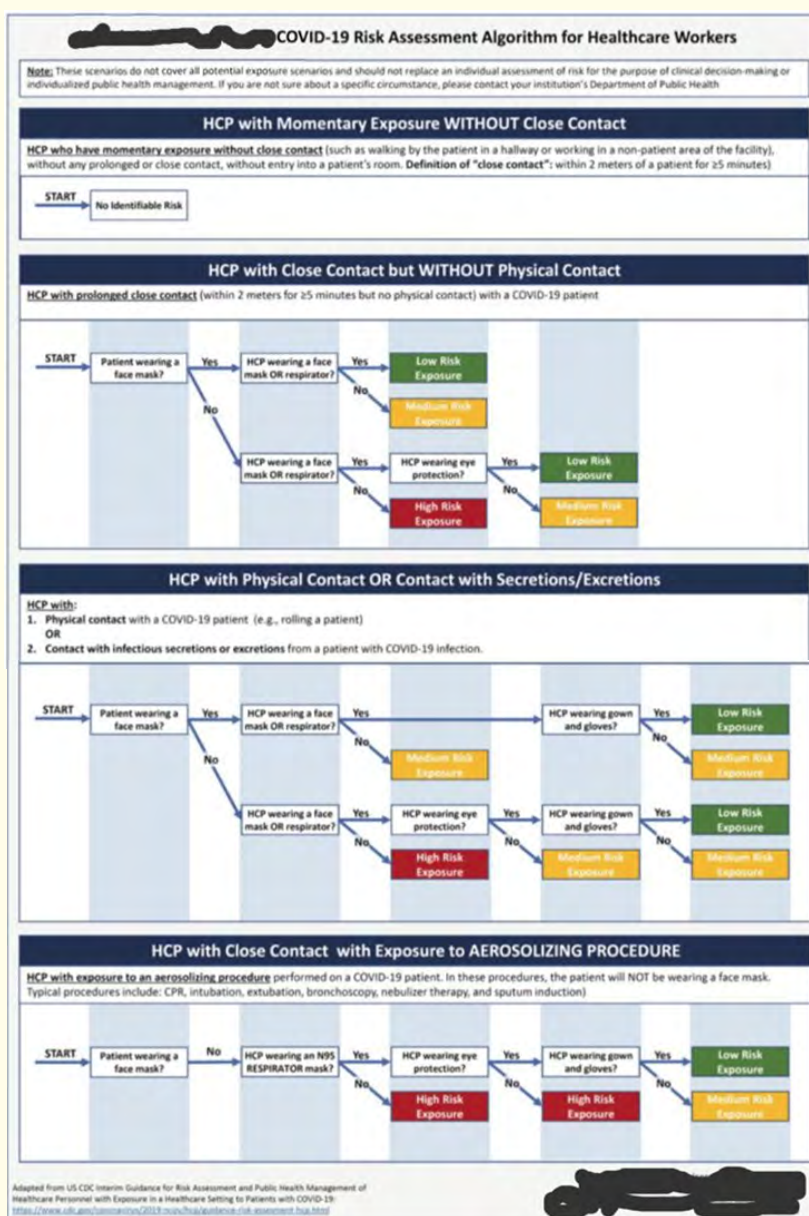 COVID-19 Risk Assessment Algorithm for Healthcare Workers
Note: These scenarios do not cover all potential exposure scenarios and should not replace an individual assessment of risk for the purpose of clinical decision-making or
individualized public health management. If you are not sure about a specific circumstance, please contact your institution's Department of Public Health
HCP with Momentary Exposure WITHOUT Close Contact
HCP who have momentary exposure without close contact (such as walking by the patient in a hallway or working in a non-patient area of the facility),
without any prolonged or close contact, without entry into a patient's room. Definition of "close contact": within 2 meters of a patient for ≥5 minutes)
START
No Identifiable Risk
HCP with Close Contact but WITHOUT Physical Contact
HCP with prolonged close contact (within 2 meters for ≥5 minutes but no physical contact) with a COVID-19 patient
START
Patient wearing a
face mask?
Yes
HCP wearing a face
mask OR respirator?
Yes
Low Risk
Exposure
No
Medium Risk
Exposure
No
HCP wearing a face
mask OR respirator?
Yes
HCP wearing eye
protection?
Yes
Low Risk
Exposure
No
High Risk
Exposure
No
Medium Risk
Exposure
HCP with Physical Contact OR Contact with Secretions/Excretions
HCP with:
1. Physical contact with a COVID-19 patient (e.g., rolling a patient)
OR
2. Contact with infectious secretions or excretions from a patient with COVID-19 infection.
START
Patient wearing a
face mask?
Yes
HCP wearing a face
mask OR respirator?
Yes
HCP wearing gown
and gloves?
Yes
Low Risk
Exposure
No
Medium Risk
Exposure
No
Medium Risk
Exposure
No
HCP wearing a face
mask OR respirator?
Yes
HCP wearing eye
protection?
Yes
HCP wearing gown
and gloves?
Yes
Low Risk
Exposure
No
High Risk
Exposure
No
Medium Risk
Exposure
No
Medium Risk
Exposure
HCP with Close Contact with Exposure to AEROSOLIZING PROCEDURE
HCP with exposure to an aerosolizing procedure performed on a COVID-19 patient. In these procedures, the patient will NOT be wearing a face mask.
Typical procedures include: CPR, intubation, extubation, bronchoscopy, nebulizer therapy, and sputum induction)
START
Patient wearing a
face mask?
No
HCP wearing an N95
RESPIRATOR mask?
Yes
HCP wearing eye
protection?
Yes
HCP wearing gown
and gloves?
Yes
Low Risk
Exposure
No
High Risk
Exposure
No
High Risk
Exposure
No
Medium Risk
Exposure
Adapted from US CDC Interim Guidance for Risk Assessment and Public Health Management of
Healthcare Personnel with Exposure in a Healthcare Setting to Patients with COVID-19:
https://www.cdc.gov/coronavirus/2019-ncov/hcp/guidance-risk-assesment-hcp.html